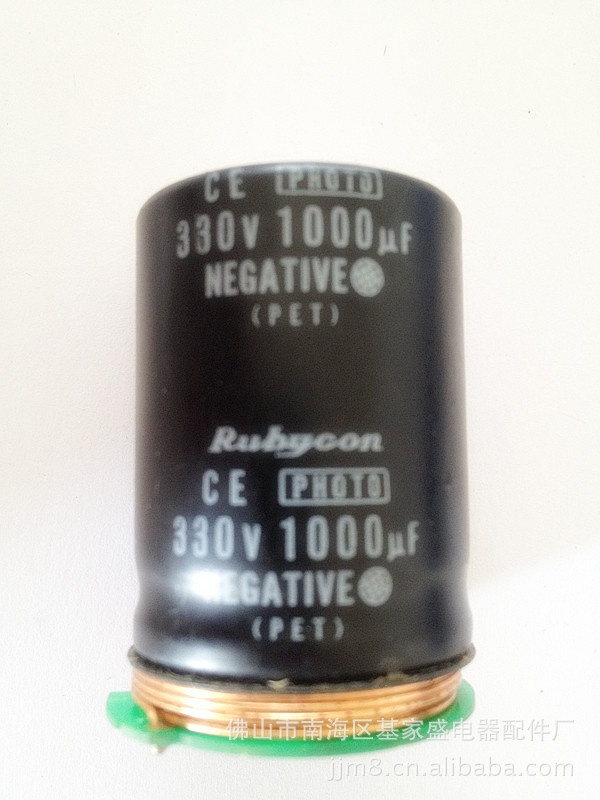 CE PHOTO
330V 1000μF
NEGATIVE
(PET)
Rubycon
CE PHOTO
330V 1000μF
NEGATIVE
(PET)
佛山市南海区基家盛电器配件厂
jjm8.cn.alibaba.com